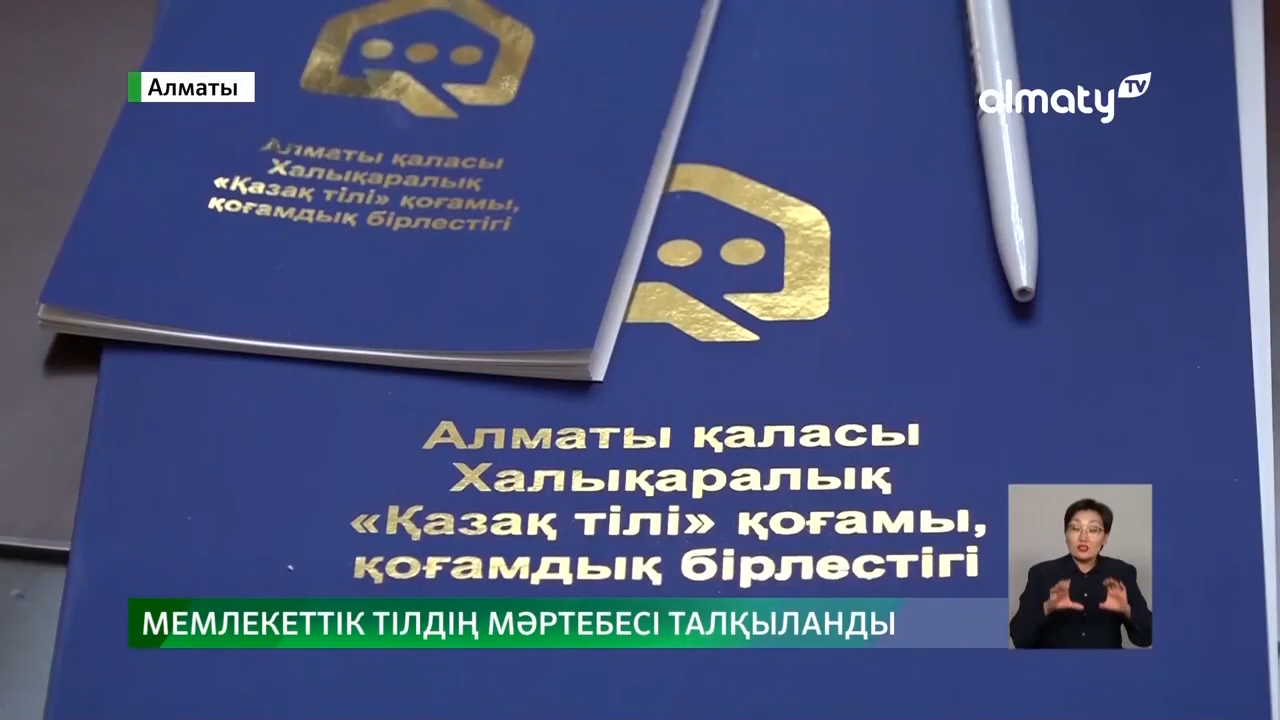 Алматы
almaty TV
Алматы қаласы
Халықаралық
«Қазақ тілі» қоғамы,
қоғамдық бірлестігі
Алматы қаласы
Халықаралық
«Қазақ тілі» қоғамы,
қоғамдық бірлестігі
МЕМЛЕКЕТТІК ТІЛДІҢ МӘРТЕБЕСІ ТАЛҚЫЛАНДЫ